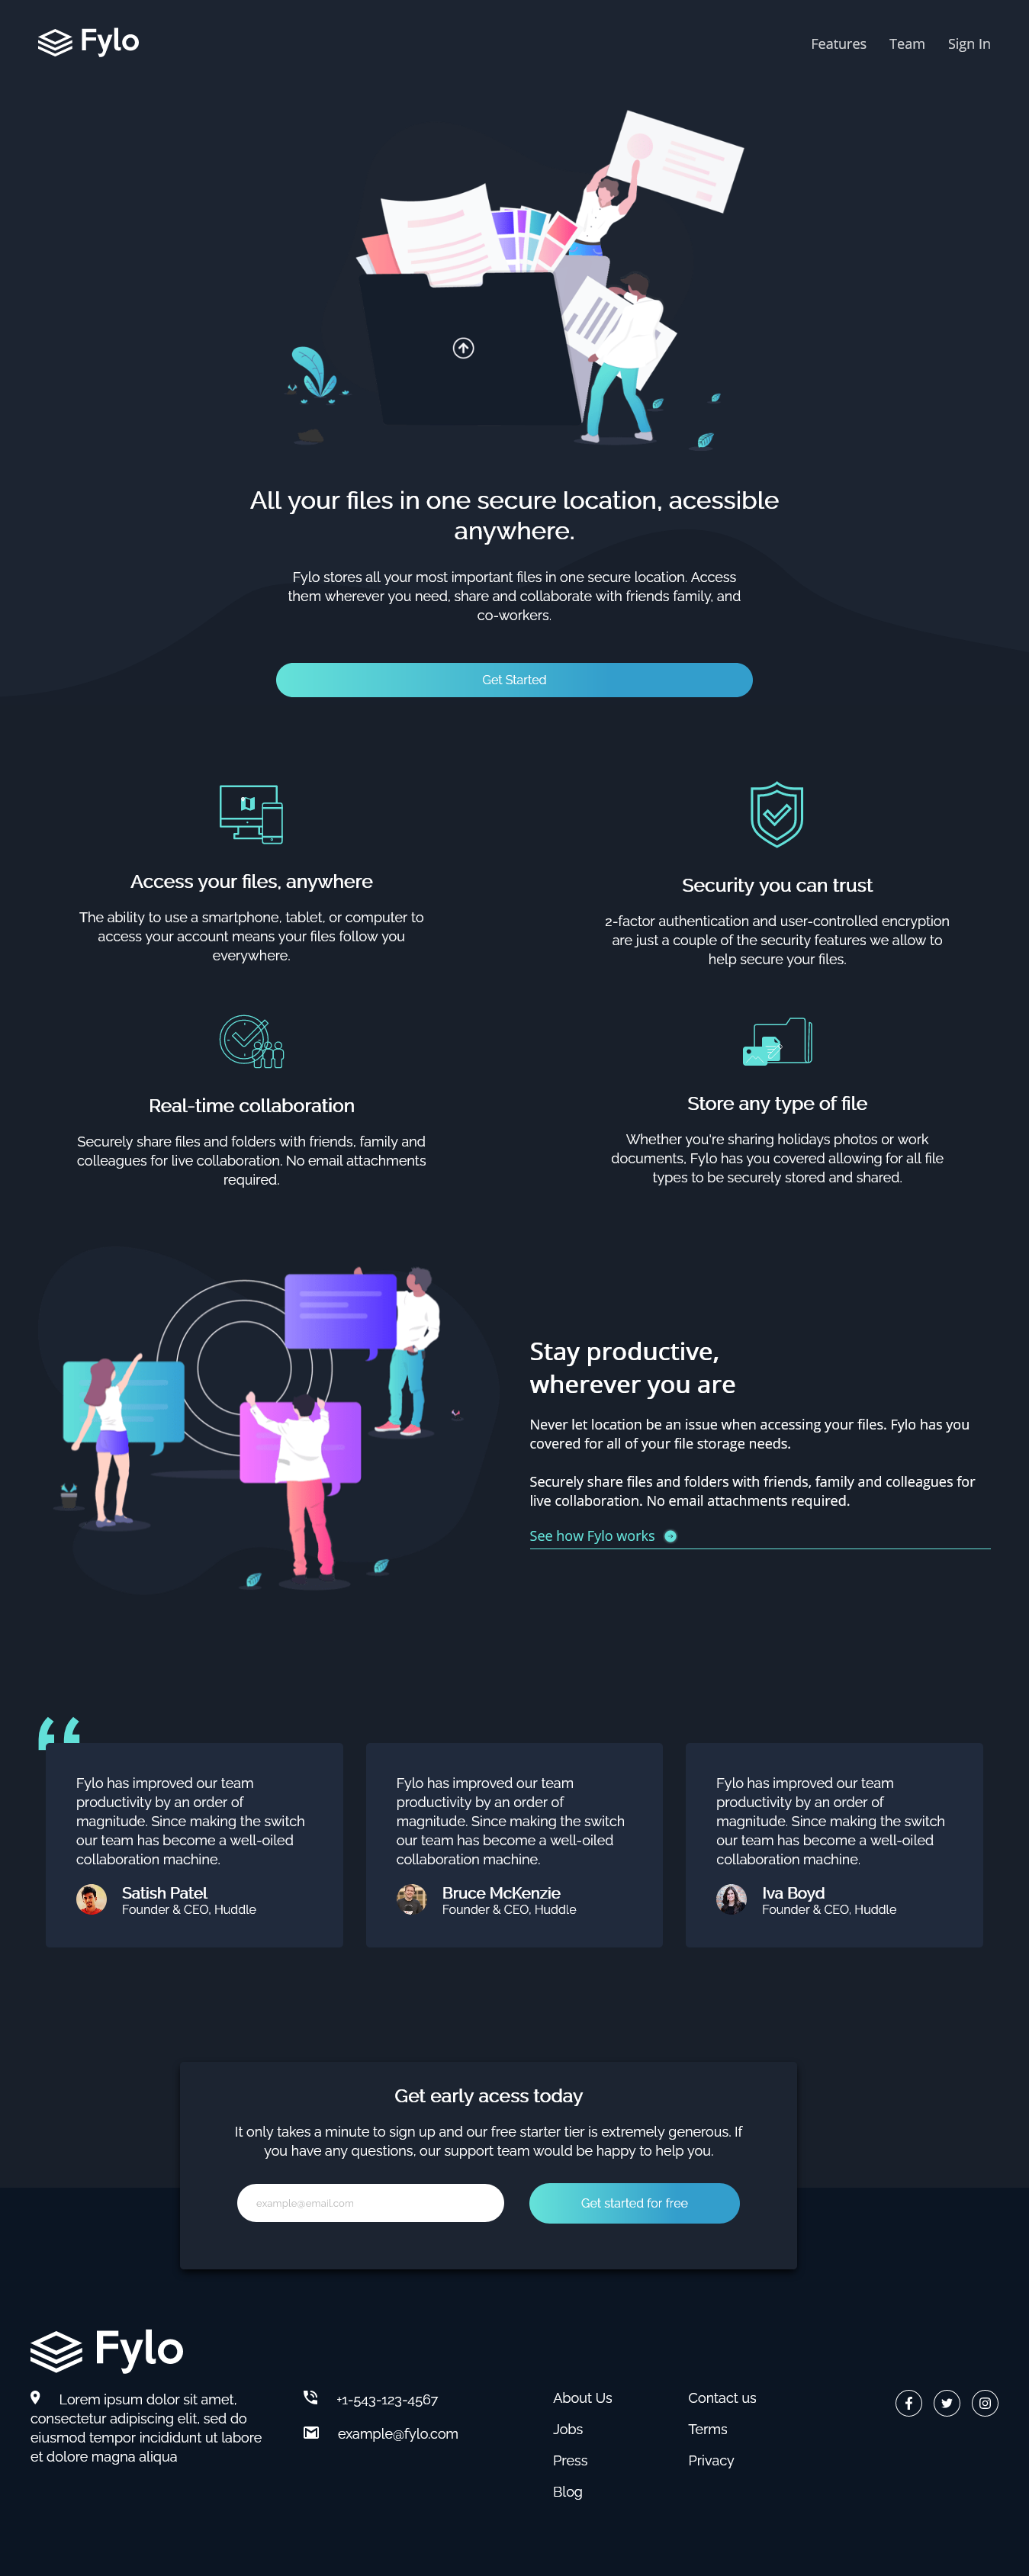 Fylo
Features Team Sign In
All your files in one secure location, acessible
anywhere.
Fylo stores all your most important files in one secure location. Access
them wherever you need, share and collaborate with friends family, and
co-workers.
Get Started
Access your files, anywhere
The ability to use a smartphone, tablet, or computer to
access your account means your files follow you
everywhere.
Security you can trust
2-factor authentication and user-controlled encryption
are just a couple of the security features we allow to
help secure your files.
Real-time collaboration
Securely share files and folders with friends, family and
colleagues for live collaboration. No email attachments
required.
Store any type of file
Whether you're sharing holidays photos or work
documents, Fylo has you covered allowing for all file
types to be securely stored and shared.
Stay productive,
wherever you are
Never let location be an issue when accessing your files. Fylo has you
covered for all of your file storage needs.
Securely share files and folders with friends, family and colleagues for
live collaboration. No email attachments required.
See how Fylo works
Fylo has improved our team
productivity by an order of
magnitude. Since making the switch
our team has become a well-oiled
collaboration machine.
Satish Patel
Founder & CEO, Huddle
Fylo has improved our team
productivity by an order of
magnitude. Since making the switch
our team has become a well-oiled
collaboration machine.
Bruce McKenzie
Founder & CEO, Huddle
Fylo has improved our team
productivity by an order of
magnitude. Since making the switch
our team has become a well-oiled
collaboration machine.
Iva Boyd
Founder & CEO, Huddle
Get early acess today
It only takes a minute to sign up and our free starter tier is extremely generous. If
you have any questions, our support team would be happy to help you.
example@email.com
Get started for free
Fylo
Lorem ipsum dolor sit amet,
consectetur adipiscing elit, sed do
eiusmod tempor incididunt ut labore
et dolore magna aliqua
+1-543-123-4567
example@fylo.com
About Us
Jobs
Press
Blog
Contact us
Terms
Privacy